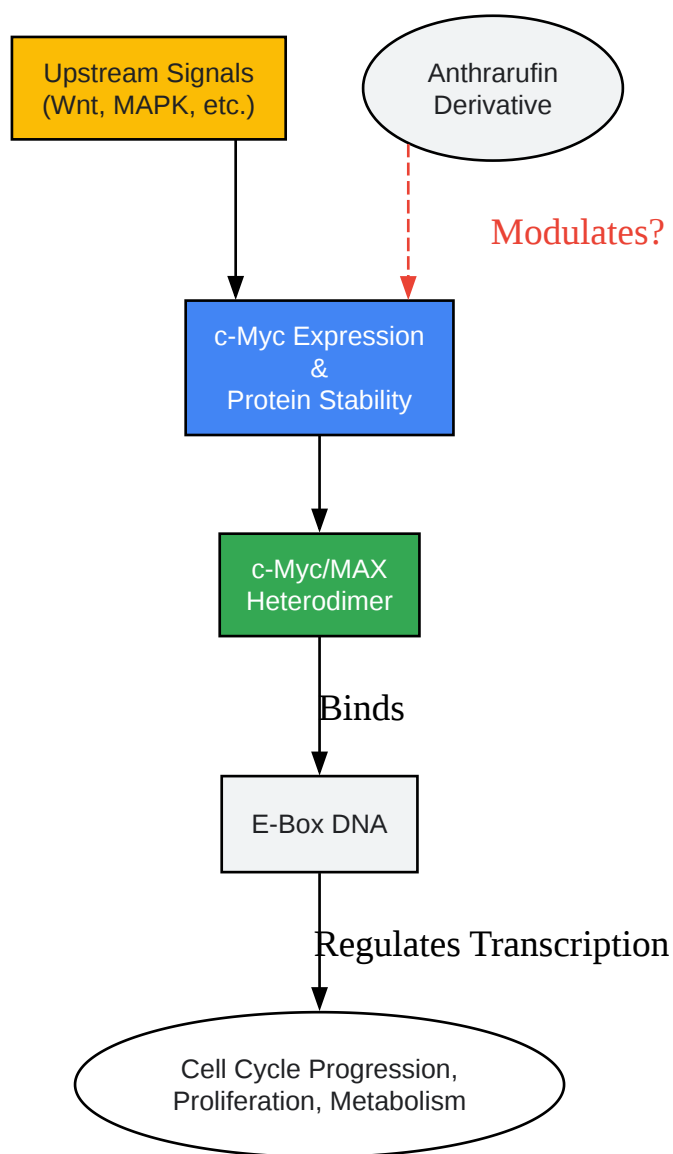 Upstream Signals
(Wnt, MAPK, etc.)
Anthrarufin
Derivative
Modulates?
c-Myc Expression
&
Protein Stability
c-Myc/MAX
Heterodimer
Binds
E-Box DNA
Regulates Transcription
Cell Cycle Progression,
Proliferation, Metabolism